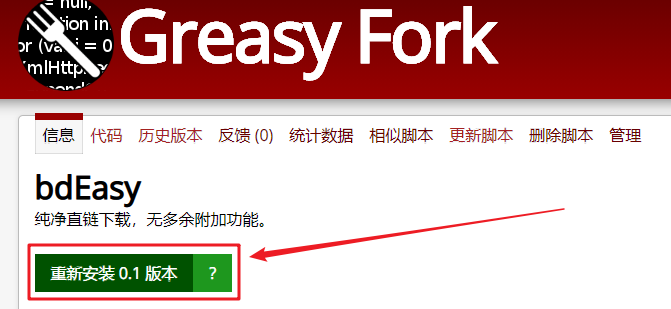 = null,
ction in
or (var i = 0
XmlHttp
Greasy Fork
信息 代码 历史版本 反馈 (0) 统计数据 相似脚本 更新脚本 删除脚本 管理
bdEasy
纯净直链下载，无多余附加功能。
重新安装 0.1 版本 ?